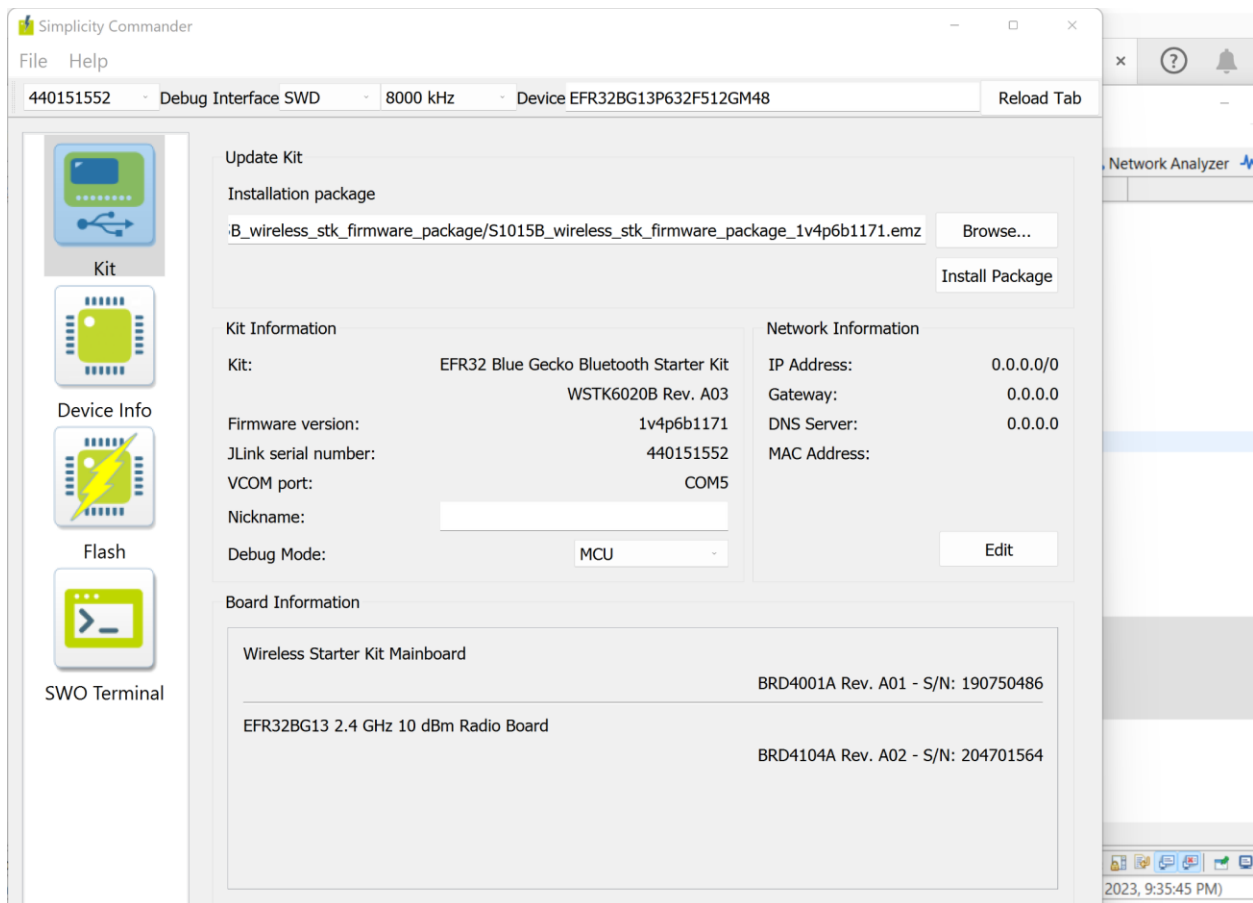 Simplicity Commander
File Help
440151552 Debug Interface SWD 8000 kHz Device EFR32BG13P632F512GM48 Reload Tab
Kit
Device Info
Flash
SWO Terminal
Update Kit
Installation package
B_wireless_stk_firmware_package/S1015B_wireless_stk_firmware_package_1v4p6b1171.emz Browse...
Install Package
Kit Information
Kit: EFR32 Blue Gecko Bluetooth Starter Kit
WSTK6020B Rev. A03
Firmware version: 1v4p6b1171
JLink serial number: 440151552
VCOM port: COM5
Nickname:
Debug Mode: MCU
Network Information
IP Address: 0.0.0.0/0
Gateway: 0.0.0.0
DNS Server: 0.0.0.0
MAC Address:
Edit
Board Information
Wireless Starter Kit Mainboard
BRD4001A Rev. A01 - S/N: 190750486
EFR32BG13 2.4 GHz 10 dBm Radio Board
BRD4104A Rev. A02 - S/N: 204701564
Network Analyzer
2023, 9:35:45 PM)